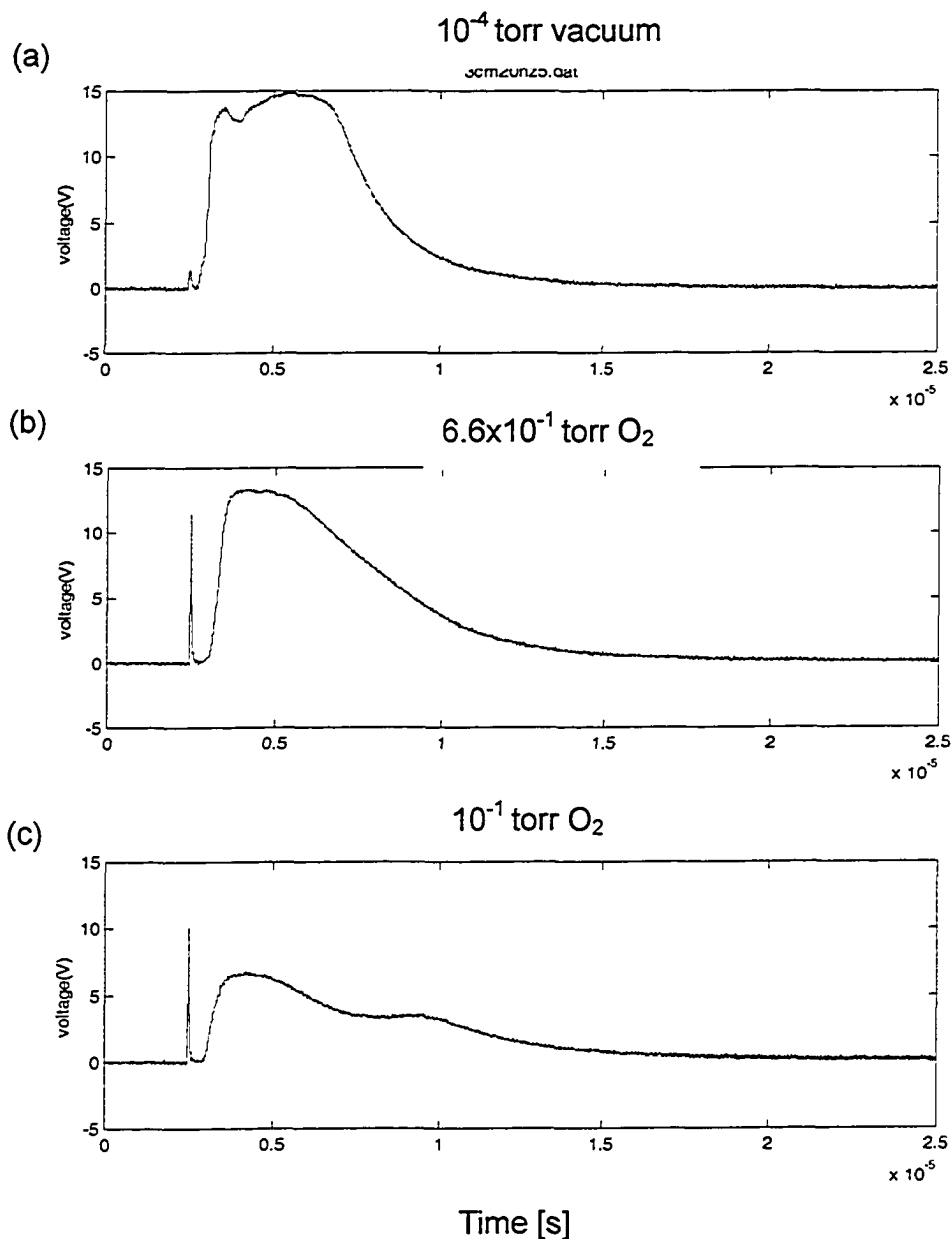 (a)
10⁻⁴ torr vacuum
15
10
5
0
-5
voltage(V)
0 0.5 1 1.5 2 2.5
x 10⁻⁵
(b)
6.6x10⁻¹ torr O₂
15
10
5
0
-5
voltage(V)
0 0.5 1 1.5 2 2.5
x 10⁻⁵
(c)
10⁻¹ torr O₂
15
10
5
0
-5
voltage(V)
0 0.5 1 1.5 2 2.5
x 10⁻⁵
Time [s]